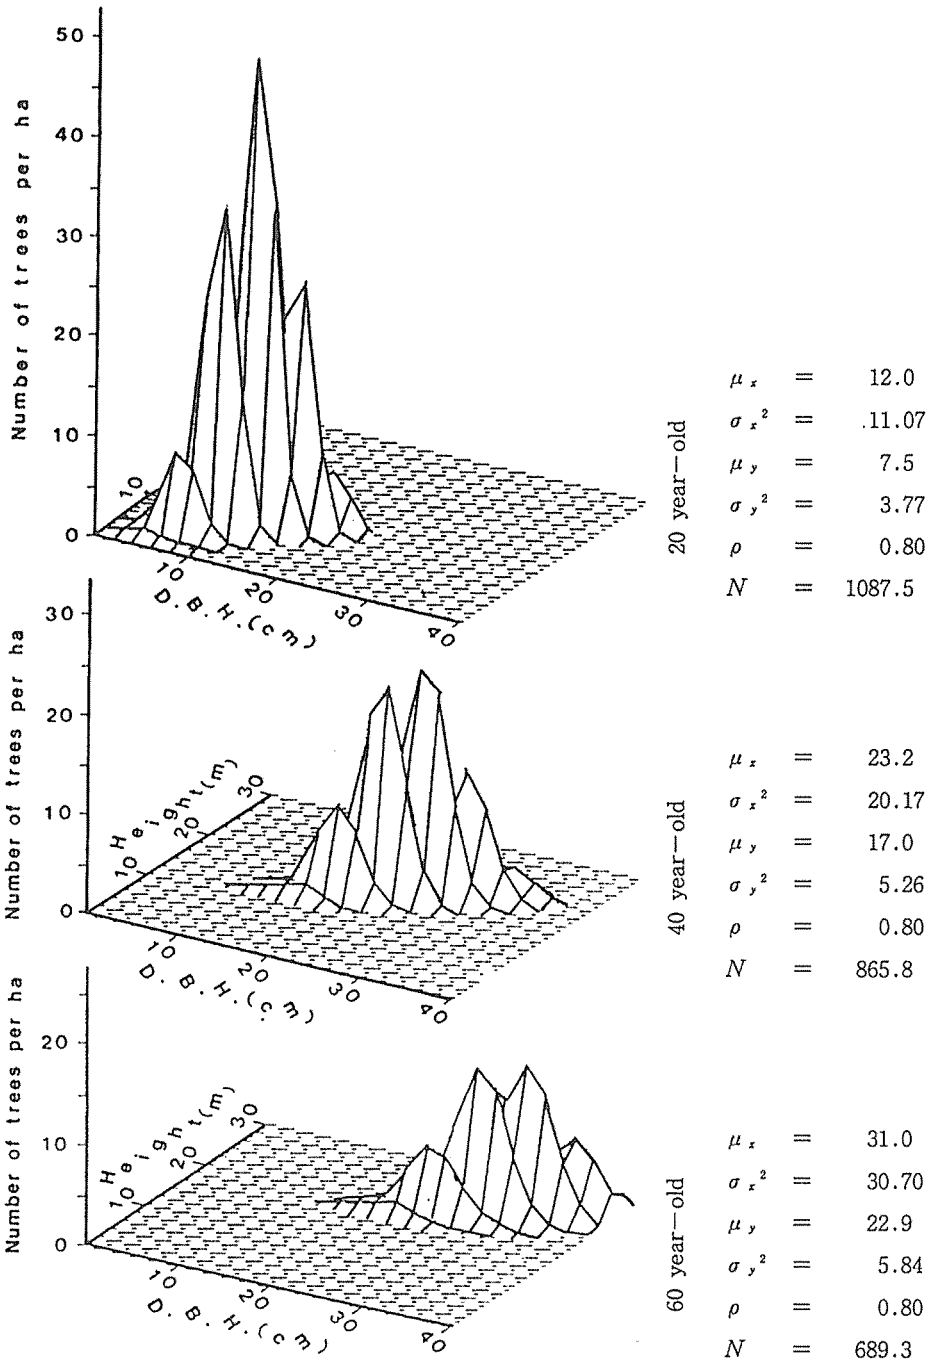 Number of trees per ha
50
40
30
20
10
0
10
10
20
30
40
D.B.H.(cm)
20 year-old
μx = 12.0
σx² = .11.07
μy = 7.5
σy² = 3.77
ρ = 0.80
N = 1087.5
Number of trees per ha
30
20
10
0
Height(m)
10
20
30
10
20
30
40
D.B.H.(cm)
40 year-old
μx = 23.2
σx² = 20.17
μy = 17.0
σy² = 5.26
ρ = 0.80
N = 865.8
Number of trees per ha
20
10
0
Height(m)
10
20
30
10
20
30
40
D.B.H.(cm)
60 year-old
μx = 31.0
σx² = 30.70
μy = 22.9
σy² = 5.84
ρ = 0.80
N = 689.3